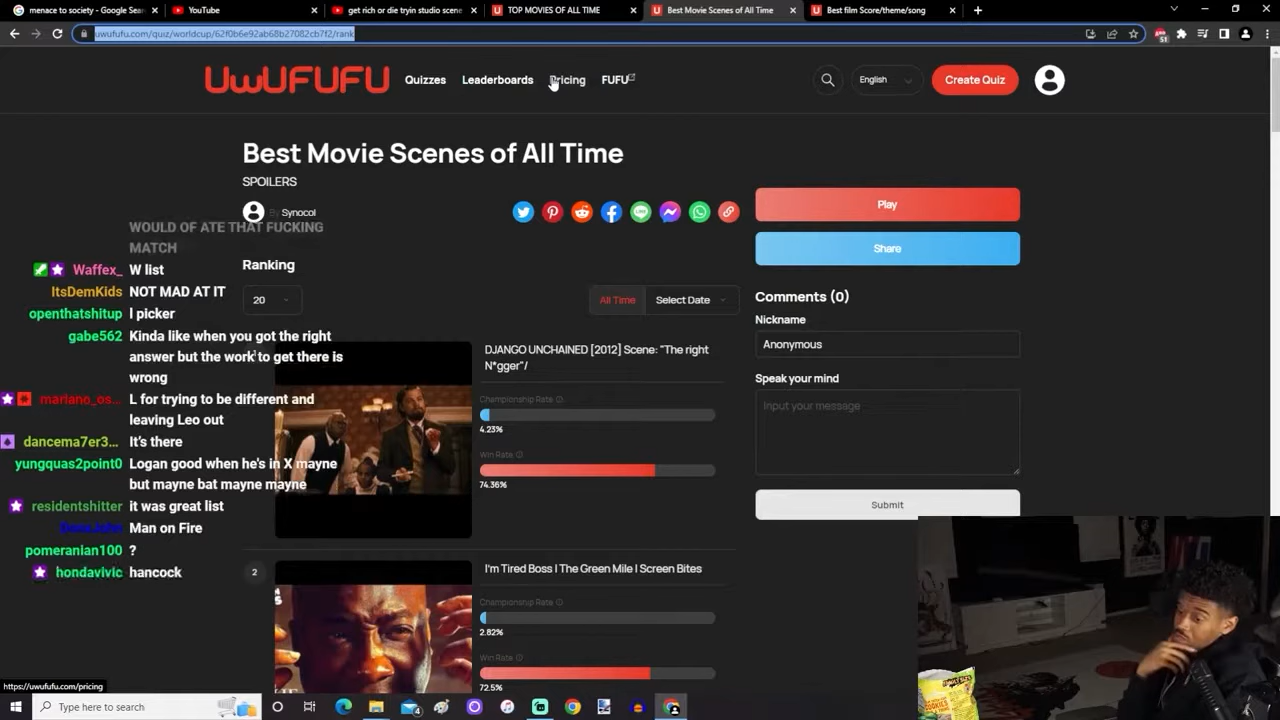 menace to society - Google Sear
YouTube
get rich or die tryin studio scene
TOP MOVIES OF ALL TIME
Best Movie Scenes of All Time
Best film Score/theme/song
uwufufu.com/quiz/worldcup/62f0b6e92ab68b27082cb7f2/rank
51
UwUFUFU
Quizzes
Leaderboards
Pricing
FUFU
English
Create Quiz
Best Movie Scenes of All Time
SPOILERS
By Synocol
Play
Share
Ranking
20
All Time
Select Date
Comments (0)
Nickname
Anonymous
Speak your mind
Input your message
Submit
DJANGO UNCHAINED [2012] Scene: "The right
N*gger"/
Championship Rate
4.23%
Win Rate
74.36%
2
I'm Tired Boss | The Green Mile | Screen Bites
Championship Rate
2.82%
Win Rate
72.5%
WOULD OF ATE THAT FUCKING
MATCH
Waffex_ W list
ItsDemKids NOT MAD AT IT
openthatshitup I picker
gabe562 Kinda like when you got the right
answer but the work to get there is
wrong
mariano_os... L for trying to be different and
leaving Leo out
dancema7er3... It's there
yungquas2point0 Logan good when he's in X mayne
but mayne bat mayne mayne
residentshitter it was great list
Man on Fire
pomeranian100 ?
hondavivic hancock
https://uwufufu.com/pricing
Type here to search